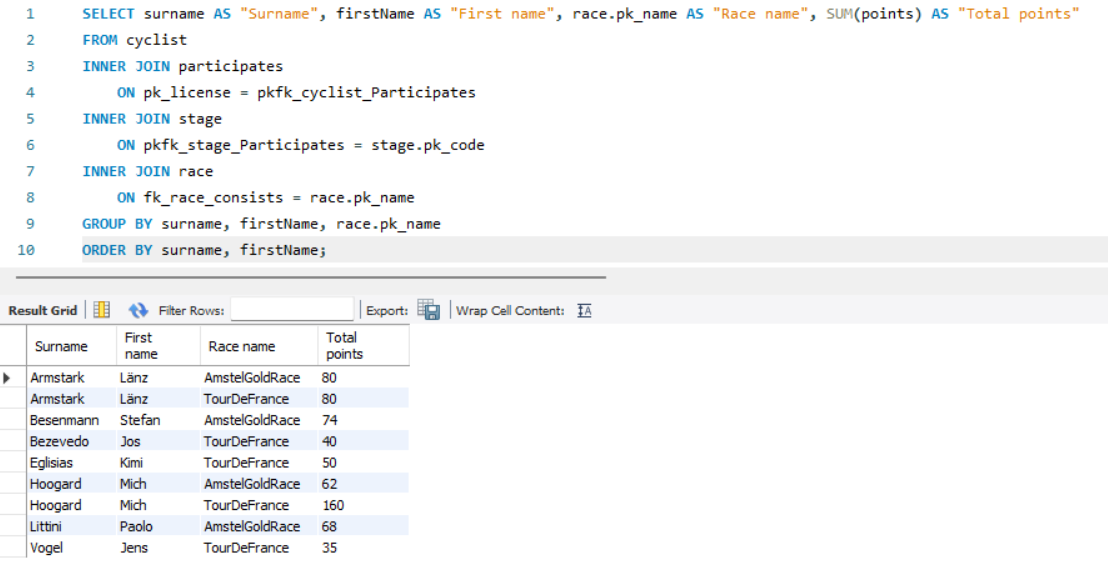 1 SELECT surname AS "Surname", firstName AS "First name", race.pk_name AS "Race name", SUM(points) AS "Total points"
2 FROM cyclist
3 INNER JOIN participates
4 ON pk_license = pkfk_cyclist_Participates
5 INNER JOIN stage
6 ON pkfk_stage_Participates = stage.pk_code
7 INNER JOIN race
8 ON fk_race_consists = race.pk_name
9 GROUP BY surname, firstName, race.pk_name
10 ORDER BY surname, firstName;
Result Grid Filter Rows: Export: Wrap Cell Content: IA
Surname First name Race name Total points
Armstark Länz AmstelGoldRace 80
Armstark Länz TourDeFrance 80
Besenmann Stefan AmstelGoldRace 74
Bezevedo Jos TourDeFrance 40
Eglisias Kimi TourDeFrance 50
Hoogard Mich AmstelGoldRace 62
Hoogard Mich TourDeFrance 160
Littini Paolo AmstelGoldRace 68
Vogel Jens TourDeFrance 35